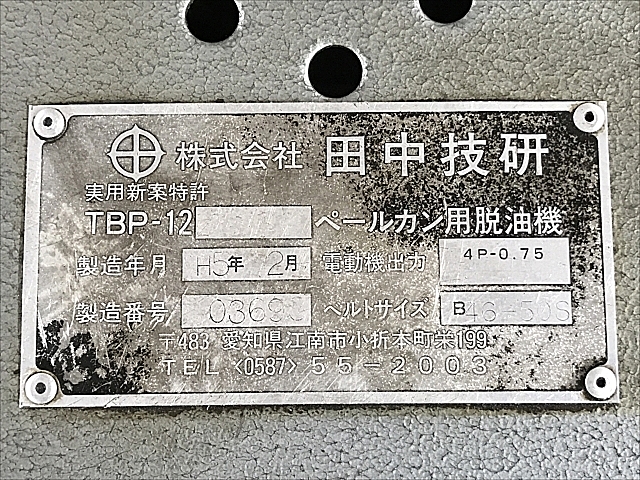 株式会社 田中技研
実用新案特許
TBP-12 ペールカン用脱油機
製造年月 H5年 2月 電動機出力 4P-0.75
製造番号 ベルトサイズ
〒483 愛知県江南市小折本町栄199
TEL <0587> 55-2003